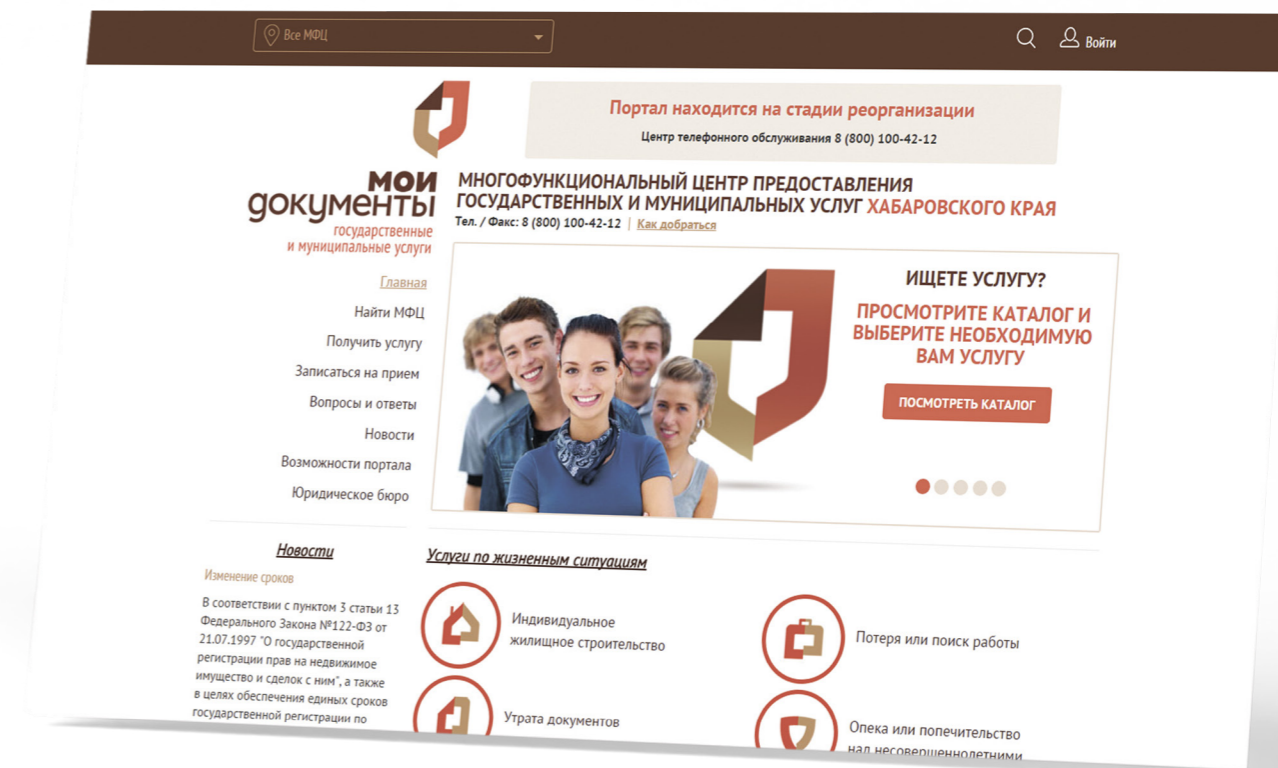 Все МФЦ
Войти
Портал находится на стадии реорганизации
Центр телефонного обслуживания 8 (800) 100-42-12
мои
документы
государственные
и муниципальные услуги
МНОГОФУНКЦИОНАЛЬНЫЙ ЦЕНТР ПРЕДОСТАВЛЕНИЯ
ГОСУДАРСТВЕННЫХ И МУНИЦИПАЛЬНЫХ УСЛУГ ХАБАРОВСКОГО КРАЯ
Тел. / Факс: 8 (800) 100-42-12 | Как добраться
Главная
Найти МФЦ
Получить услугу
Записаться на прием
Вопросы и ответы
Новости
Возможности портала
Юридическое бюро
ИЩЕТЕ УСЛУГУ?
ПРОСМОТРИТЕ КАТАЛОГ И
ВЫБЕРИТЕ НЕОБХОДИМУЮ
ВАМ УСЛУГУ
ПОСМОТРЕТЬ КАТАЛОГ
Новости
Изменение сроков
В соответствии с пунктом 3 статьи 13
Федерального Закона №122-ФЗ от
21.07.1997 "О государственной
регистрации прав на недвижимое
имущество и сделок с ним", а также
в целях обеспечения единых сроков
государственной регистрации по
Услуги по жизненным ситуациям
Индивидуальное
жилищное строительство
Потеря или поиск работы
Утрата документов
Опека или попечительство
над несовершеннолетними